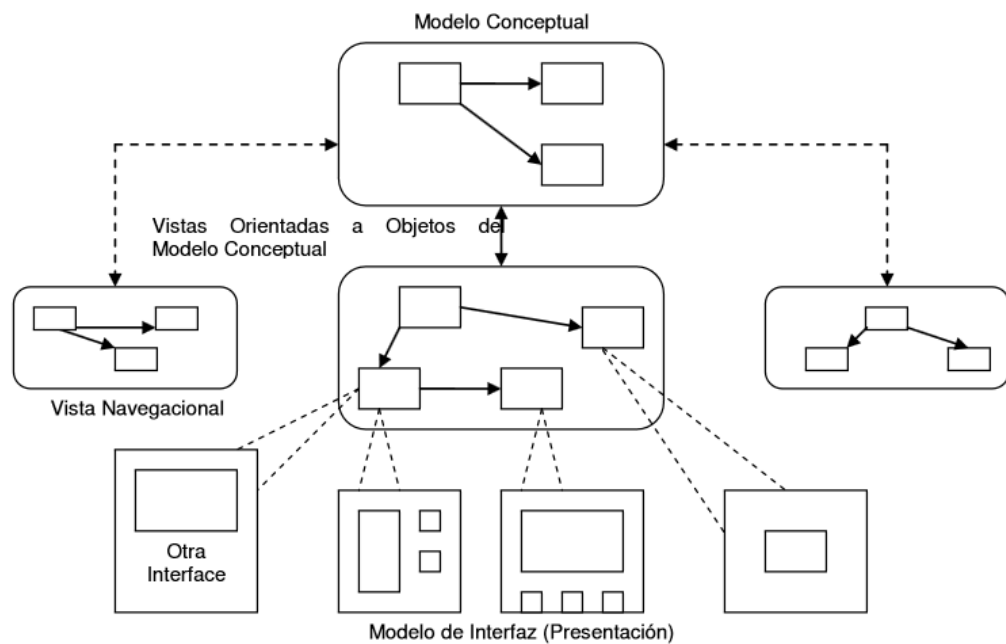 Modelo Conceptual
Vistas Orientadas a Objetos del
Modelo Conceptual
Vista Navegacional
Otra
Interface
Modelo de Interfaz (Presentación)